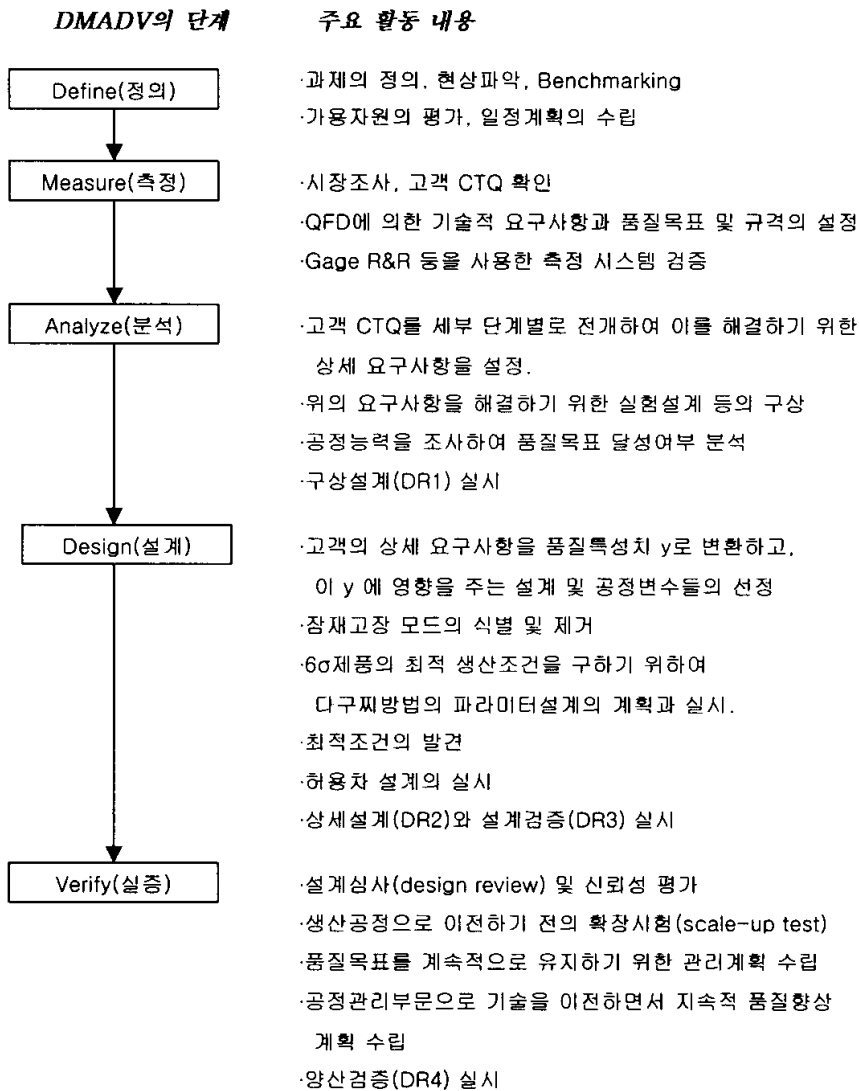 DMADV의 단계 주요 활동 내용
Define(정의)
·과제의 정의, 현상파악, Benchmarking
·가용자원의 평가, 일정계획의 수립
Measure(측정)
·시장조사, 고객 CTQ 확인
·QFD에 의한 기술적 요구사항과 품질목표 및 규격의 설정
·Gage R&R 등을 사용한 측정 시스템 검증
Analyze(분석)
·고객 CTQ를 세부 단계별로 전개하여 이를 해결하기 위한
상세 요구사항을 설정.
·위의 요구사항을 해결하기 위한 실험설계 등의 구상
·공정능력을 조사하여 품질목표 달성여부 분석
·구상설계(DR1) 실시
Design(설계)
·고객의 상세 요구사항을 품질특성치 y로 변환하고,
이 y 에 영향을 주는 설계 및 공정변수들의 선정
·잠재고장 모드의 식별 및 제거
·6σ제품의 최적 생산조건을 구하기 위하여
다구찌방법의 파라미터설계의 계획과 실시.
·최적조건의 발견
·허용차 설계의 실시
·상세설계(DR2)와 설계검증(DR3) 실시
Verify(실증)
·설계심사(design review) 및 신뢰성 평가
·생산공정으로 이전하기 전의 확장시험(scale-up test)
·품질목표를 계속적으로 유지하기 위한 관리계획 수립
·공정관리부문으로 기술을 이전하면서 지속적 품질향상
계획 수립
·양산검증(DR4) 실시